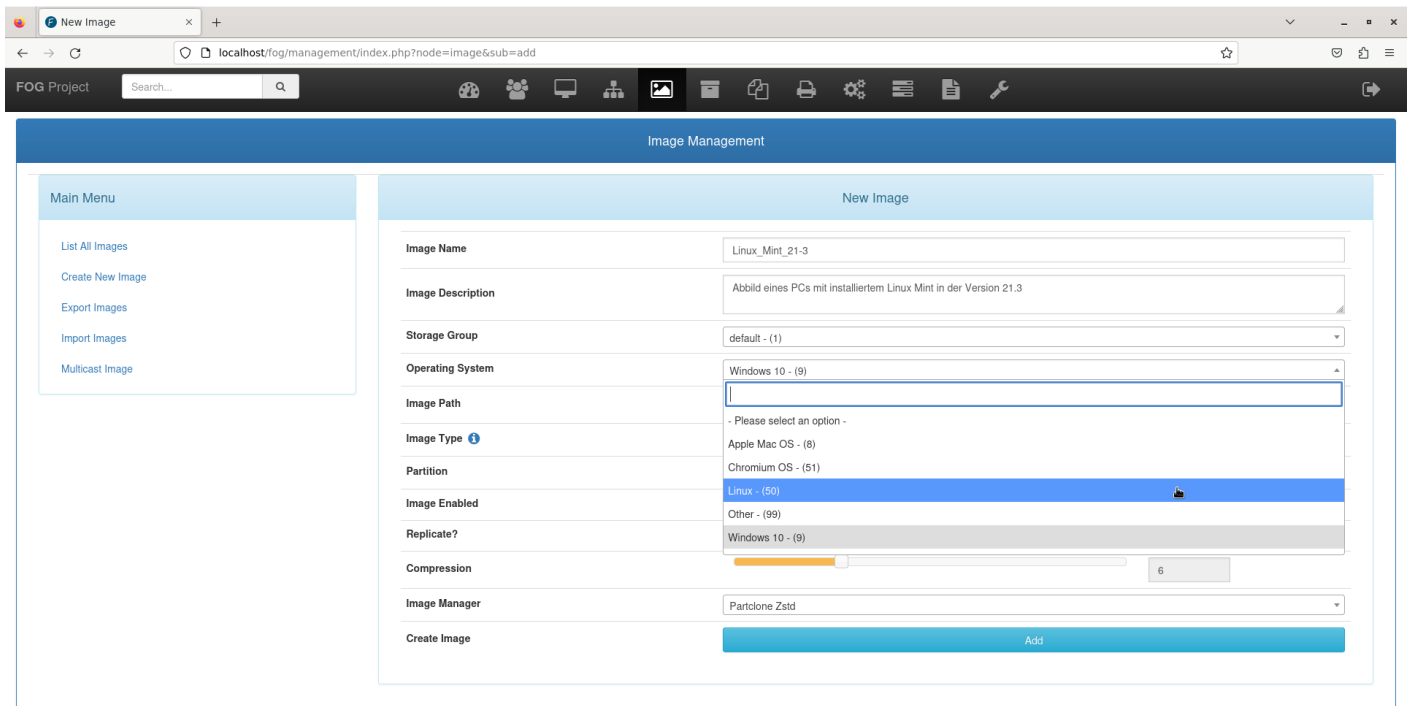 New Image
localhost/fog/management/index.php?node=image&sub=add
FOG Project
Search...
Image Management
Main Menu
List All Images
Create New Image
Export Images
Import Images
Multicast Image
New Image
Image Name
Linux_Mint_21-3
Image Description
Abbild eines PCs mit installiertem Linux Mint in der Version 21.3
Storage Group
default - (1)
Operating System
Windows 10 - (9)
- Please select an option -
Apple Mac OS - (8)
Chromium OS - (51)
Linux - (50)
Other - (99)
Windows 10 - (9)
Image Path
Image Type
Partition
Image Enabled
Replicate?
Compression
6
Image Manager
Partclone Zstd
Create Image
Add